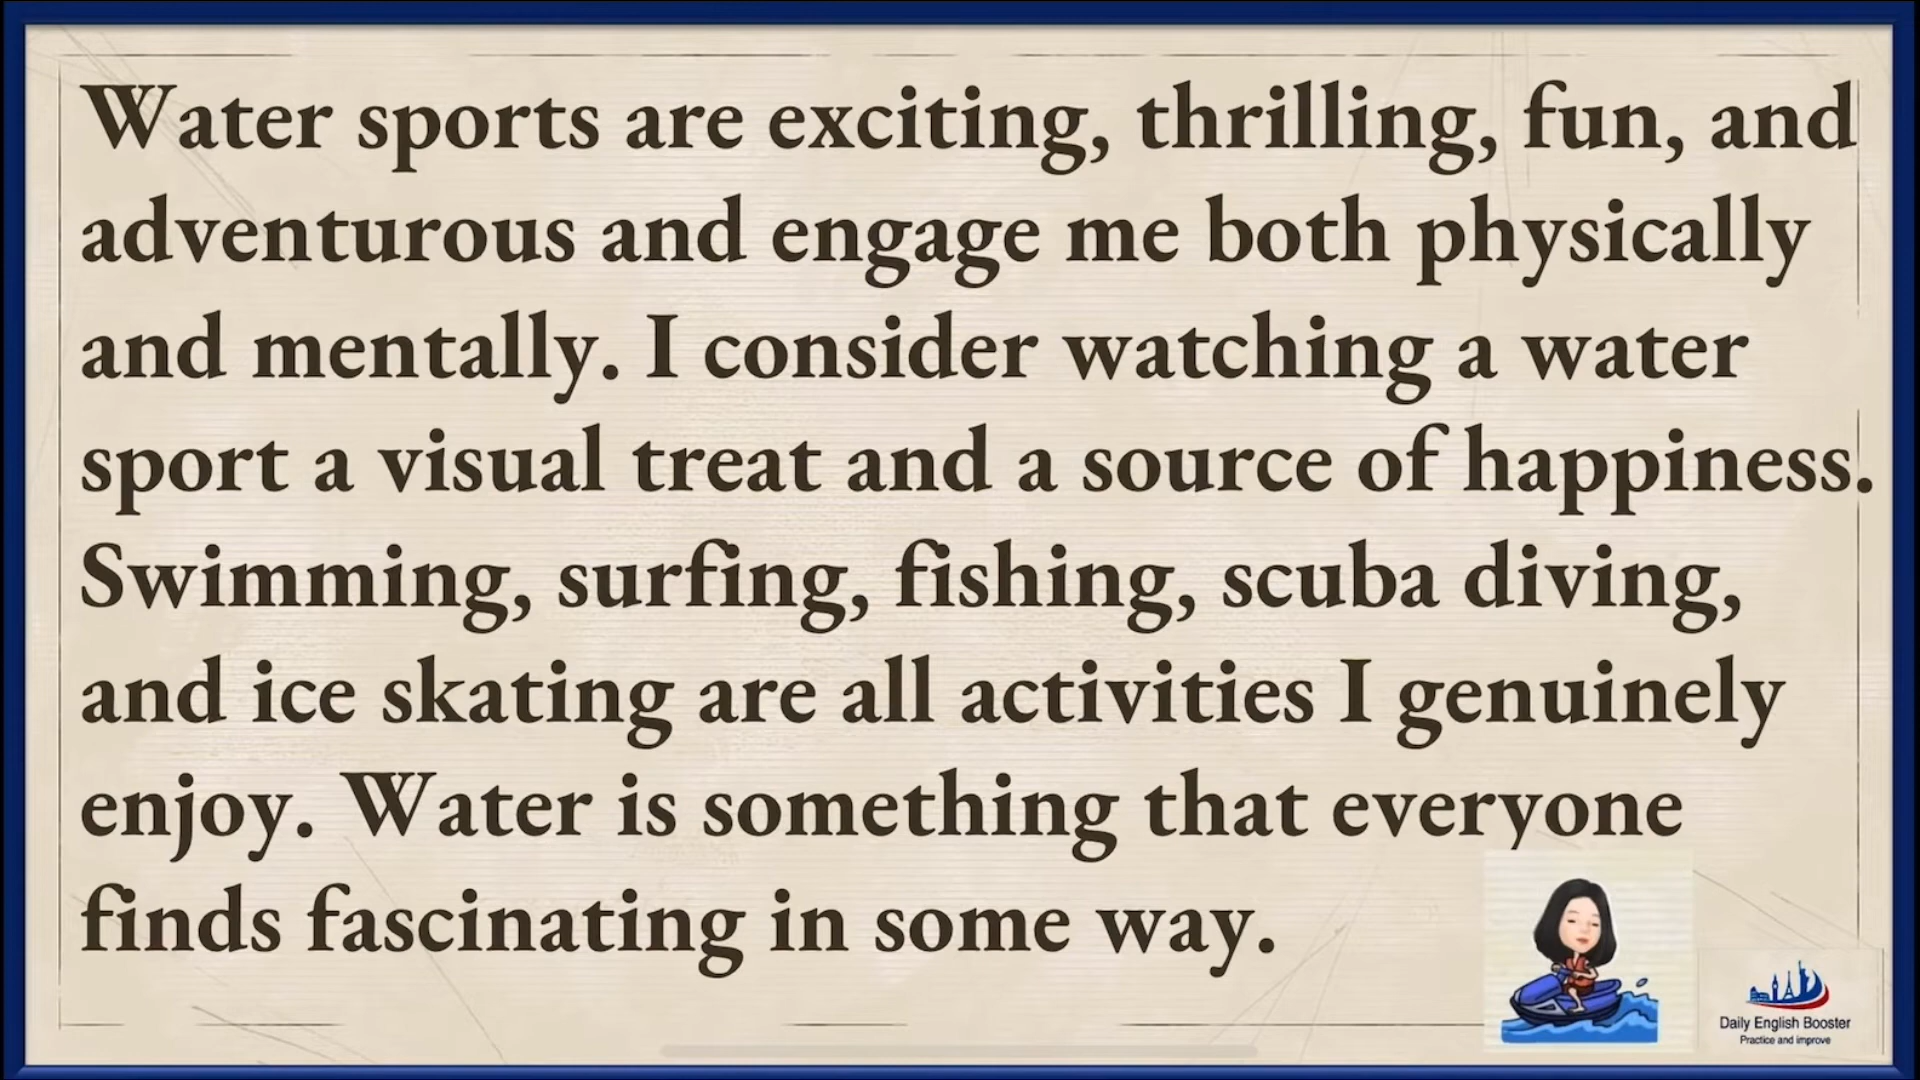 Water sports are exciting, thrilling, fun, and
adventurous and engage me both physically
and mentally. I consider watching a water
sport a visual treat and a source of happiness.
Swimming, surfing, fishing, scuba diving,
and ice skating are all activities I genuinely
enjoy. Water is something that everyone
finds fascinating in some way.
Daily English Booster
Practice and improve